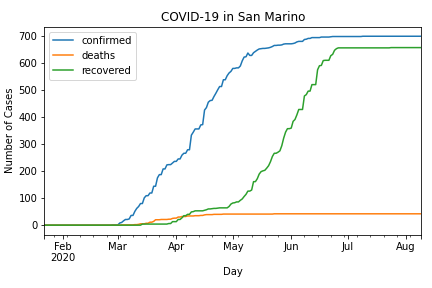 COVID-19 in San Marino
confirmed
deaths
recovered
Number of Cases
700
600
500
400
300
200
100
0
Feb
2020
Mar
Apr
May
Jun
Jul
Aug
Day